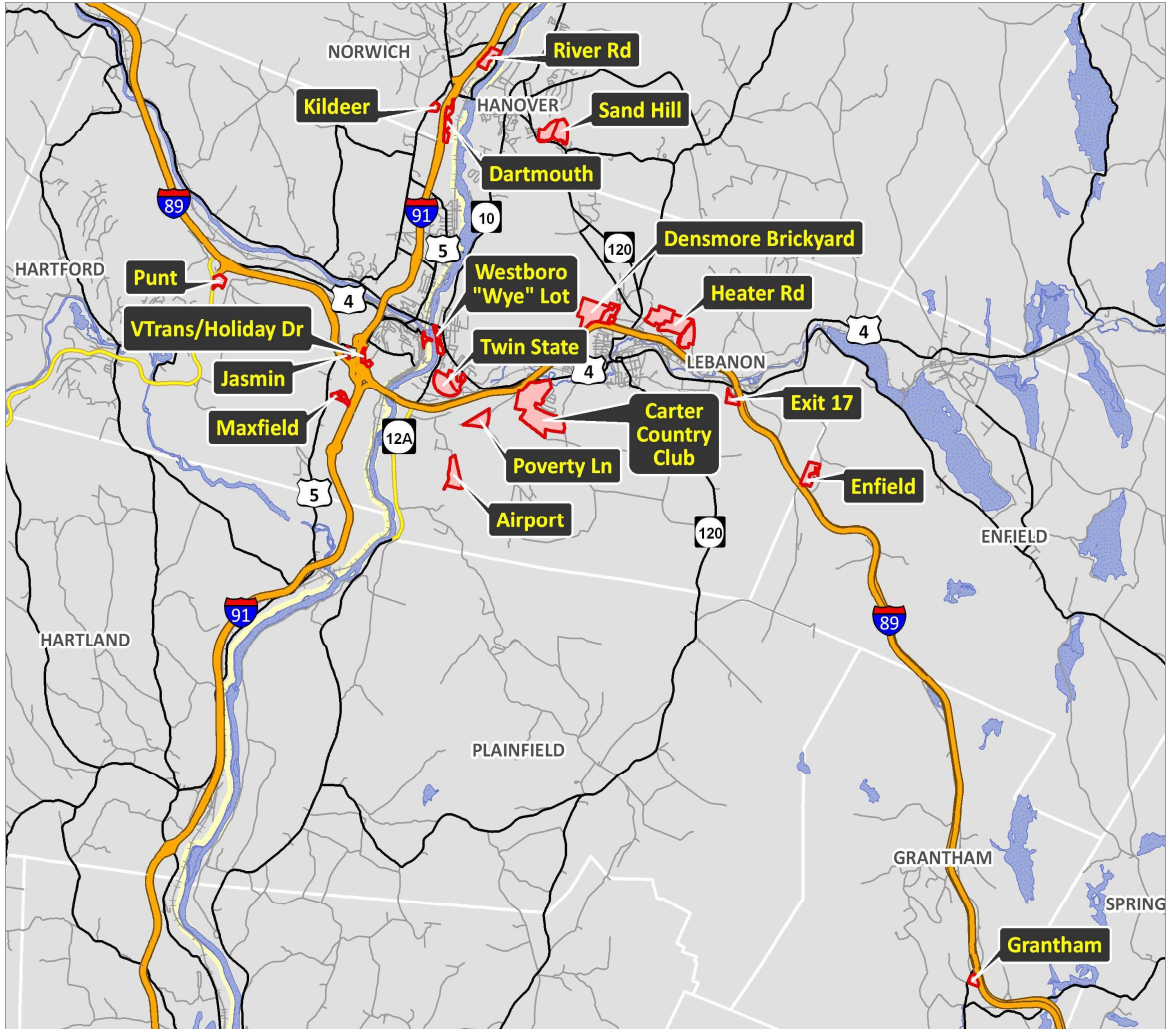 NORWICH
River Rd
Kildeer
HANOVER
Sand Hill
Dartmouth
89
91
10
5
120
Densmore Brickyard
HARTFORD
Punt
4
Westboro
"Wye" Lot
Heater Rd
VTrans/Holiday Dr
Twin State
4
LEBANON
4
Jasmin
Exit 17
Maxfield
12A
Carter
Country
Club
Poverty Ln
Enfield
5
Airport
120
ENFIELD
91
89
HARTLAND
PLAINFIELD
GRANTHAM
SPRING
Grantham